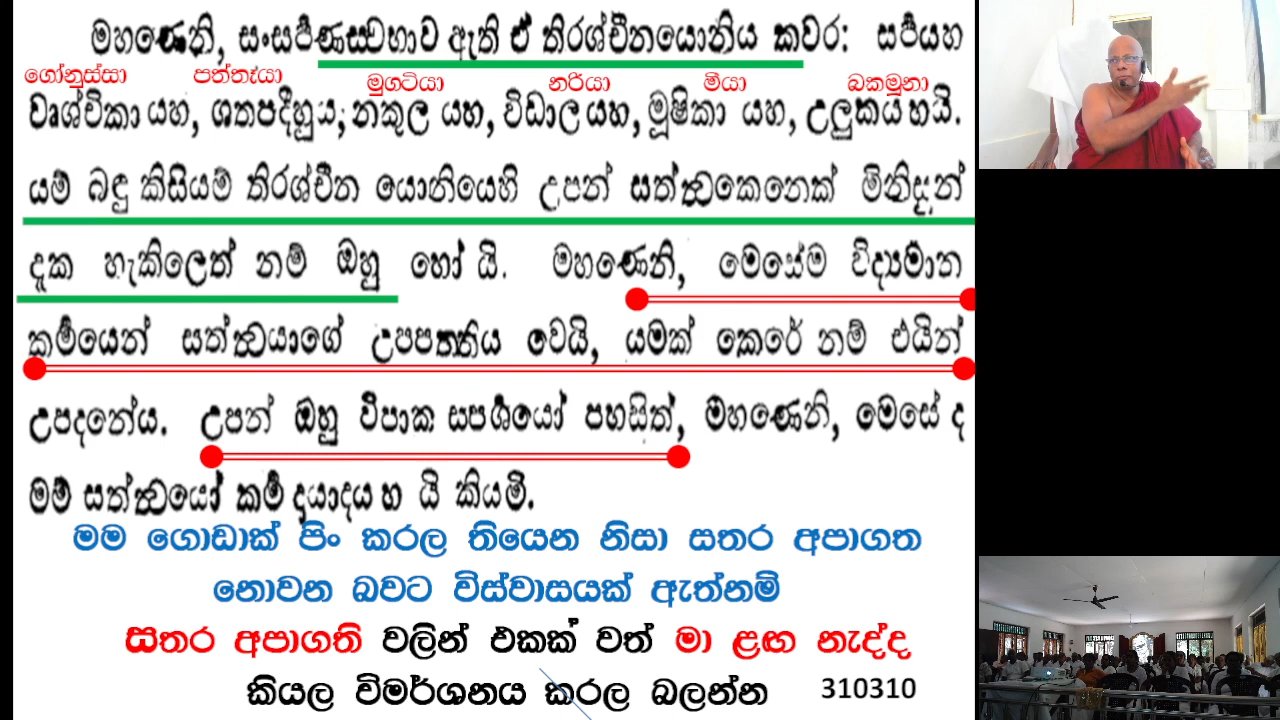 මහණෙනි, සංසර්‍පණස්වභාව ඇති ඒ තිරශ්චීනයොනිය කවර: සර්‍පයහ
ගෝනුස්සා පත්තෑයා මුගටියා නරියා මීයා බකමූනා
වෘශ්චිකා යහ, ශතපදීහුය; නකුල යහ, විඩාල යහ, මූෂිකා යහ, උලූකය හයි.
යම් බඳු කිසියම් තිරශ්චීන යොනියෙහි උපන් සත්ත්‍වකෙනෙක් මිනිදුන්
දැක හැකිලෙත් නම් ඔහු හෝ යි. මහණෙනි, මෙසේම විද්‍යමාන
කර්‍මයෙන් සත්ත්‍වයාගේ උපපත්තිය වෙයි, යමක් කෙරේ නම් එයින්
උපදනේය. උපන් ඔහු විපාක ස්පර්‍ශයෝ පහසිත්, මහණෙනි, මෙසේ ද
මම් සත්ත්‍වයෝ කර්‍ම දායාදය හ යි කියමි.
මම ගොඩාක් පිං කරල තියෙන නිසා සතර අපාගත
නොවන බවට විස්වාසයක් ඇත්නම්
සතර අපාගති වලින් එකක් වත් මා ළඟ නැද්ද
කියල විමර්ශනය කරල බලන්න 310310